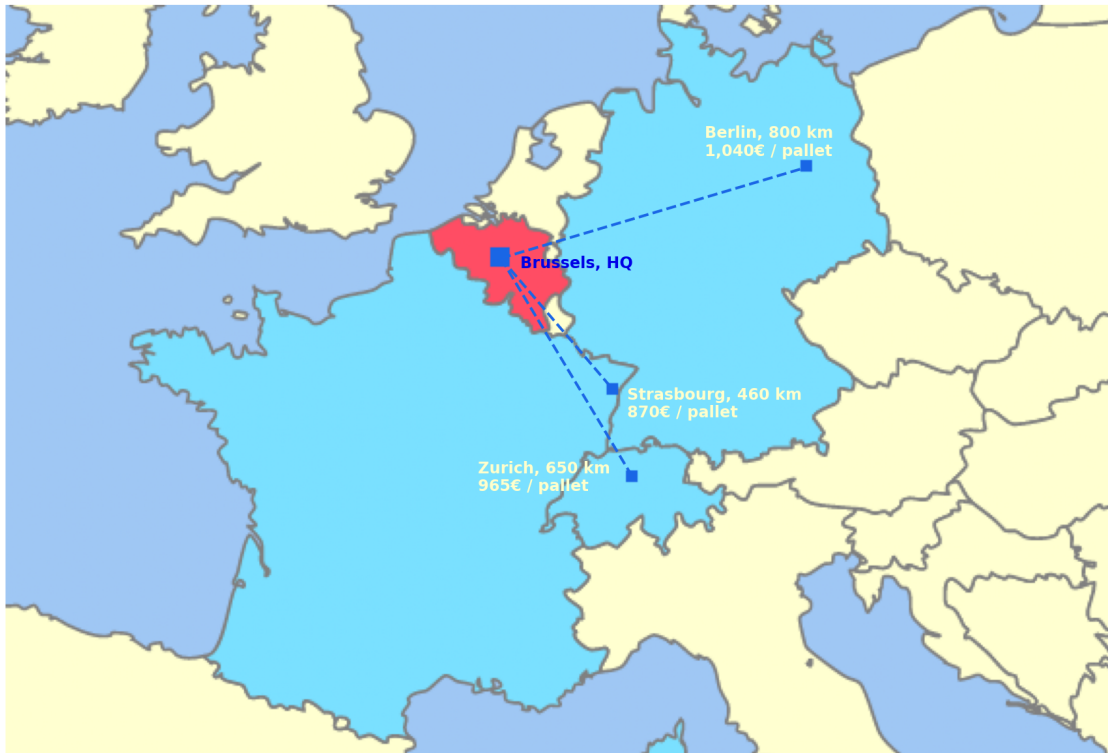 Berlin, 800 km
1,040€ / pallet
Brussels, HQ
Strasbourg, 460 km
870€ / pallet
Zurich, 650 km
965€ / pallet